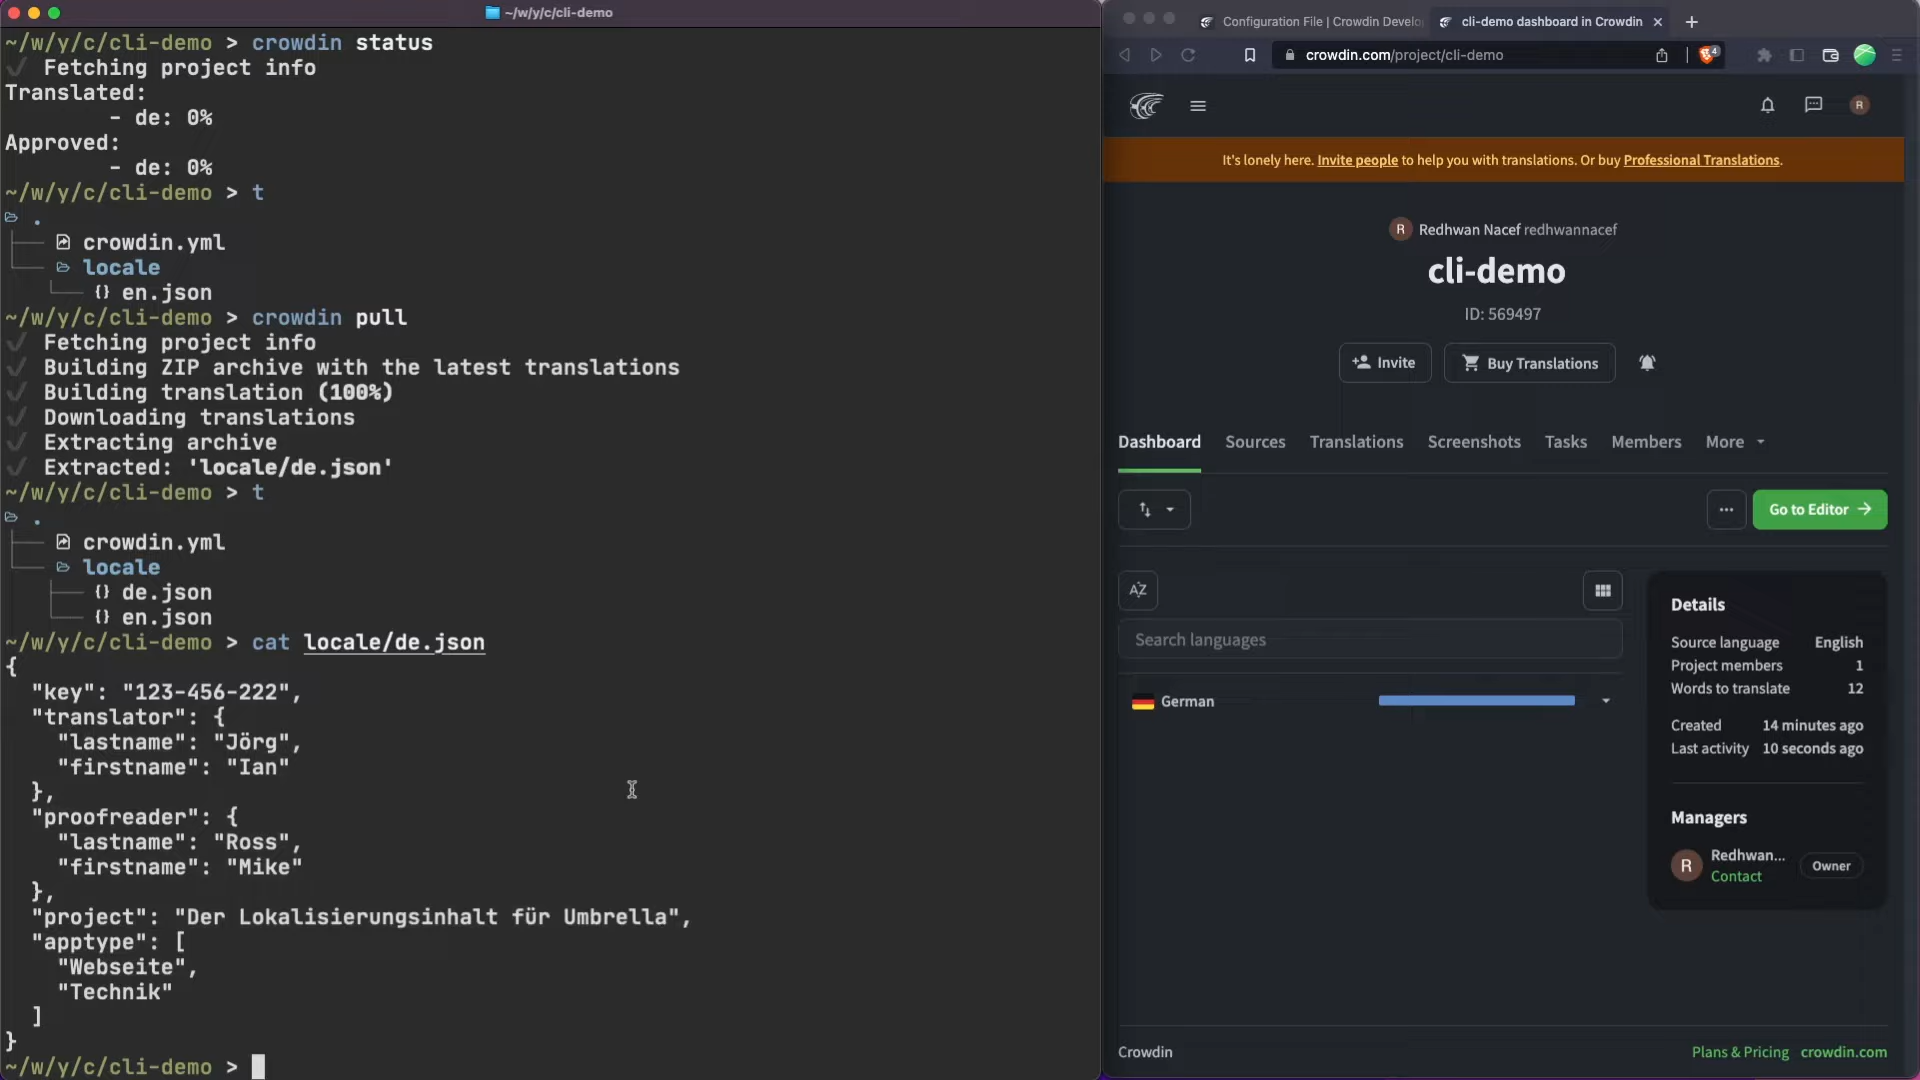 ~/w/y/c/cli-demo
~/w/y/c/cli-demo > crowdin status
✓ Fetching project info
Translated:
- de: 0%
Approved:
- de: 0%
~/w/y/c/cli-demo > t
.
crowdin.yml
locale
{} en.json
~/w/y/c/cli-demo > crowdin pull
✓ Fetching project info
✓ Building ZIP archive with the latest translations
✓ Building translation (100%)
✓ Downloading translations
✓ Extracting archive
✓ Extracted: 'locale/de.json'
~/w/y/c/cli-demo > t
.
crowdin.yml
locale
{} de.json
{} en.json
~/w/y/c/cli-demo > cat locale/de.json
{
"key": "123-456-222",
"translator": {
"lastname": "Jörg",
"firstname": "Ian"
},
"proofreader": {
"lastname": "Ross",
"firstname": "Mike"
},
"project": "Der Lokalisierungsinhalt für Umbrella",
"apptype": [
"Webseite",
"Technik"
]
}
~/w/y/c/cli-demo >
Configuration File | Crowdin Develo
cli-demo dashboard in Crowdin
crowdin.com/project/cli-demo
4
R
It's lonely here. Invite people to help you with translations. Or buy Professional Translations.
R Redhwan Nacef redhwannacef
cli-demo
ID: 569497
Invite
Buy Translations
Dashboard Sources Translations Screenshots Tasks Members More
Go to Editor →
AZ
Search languages
German
Details
Source language English
Project members 1
Words to translate 12
Created 14 minutes ago
Last activity 10 seconds ago
Managers
R
Redhwan...
Contact
Owner
Crowdin
Plans & Pricing crowdin.com